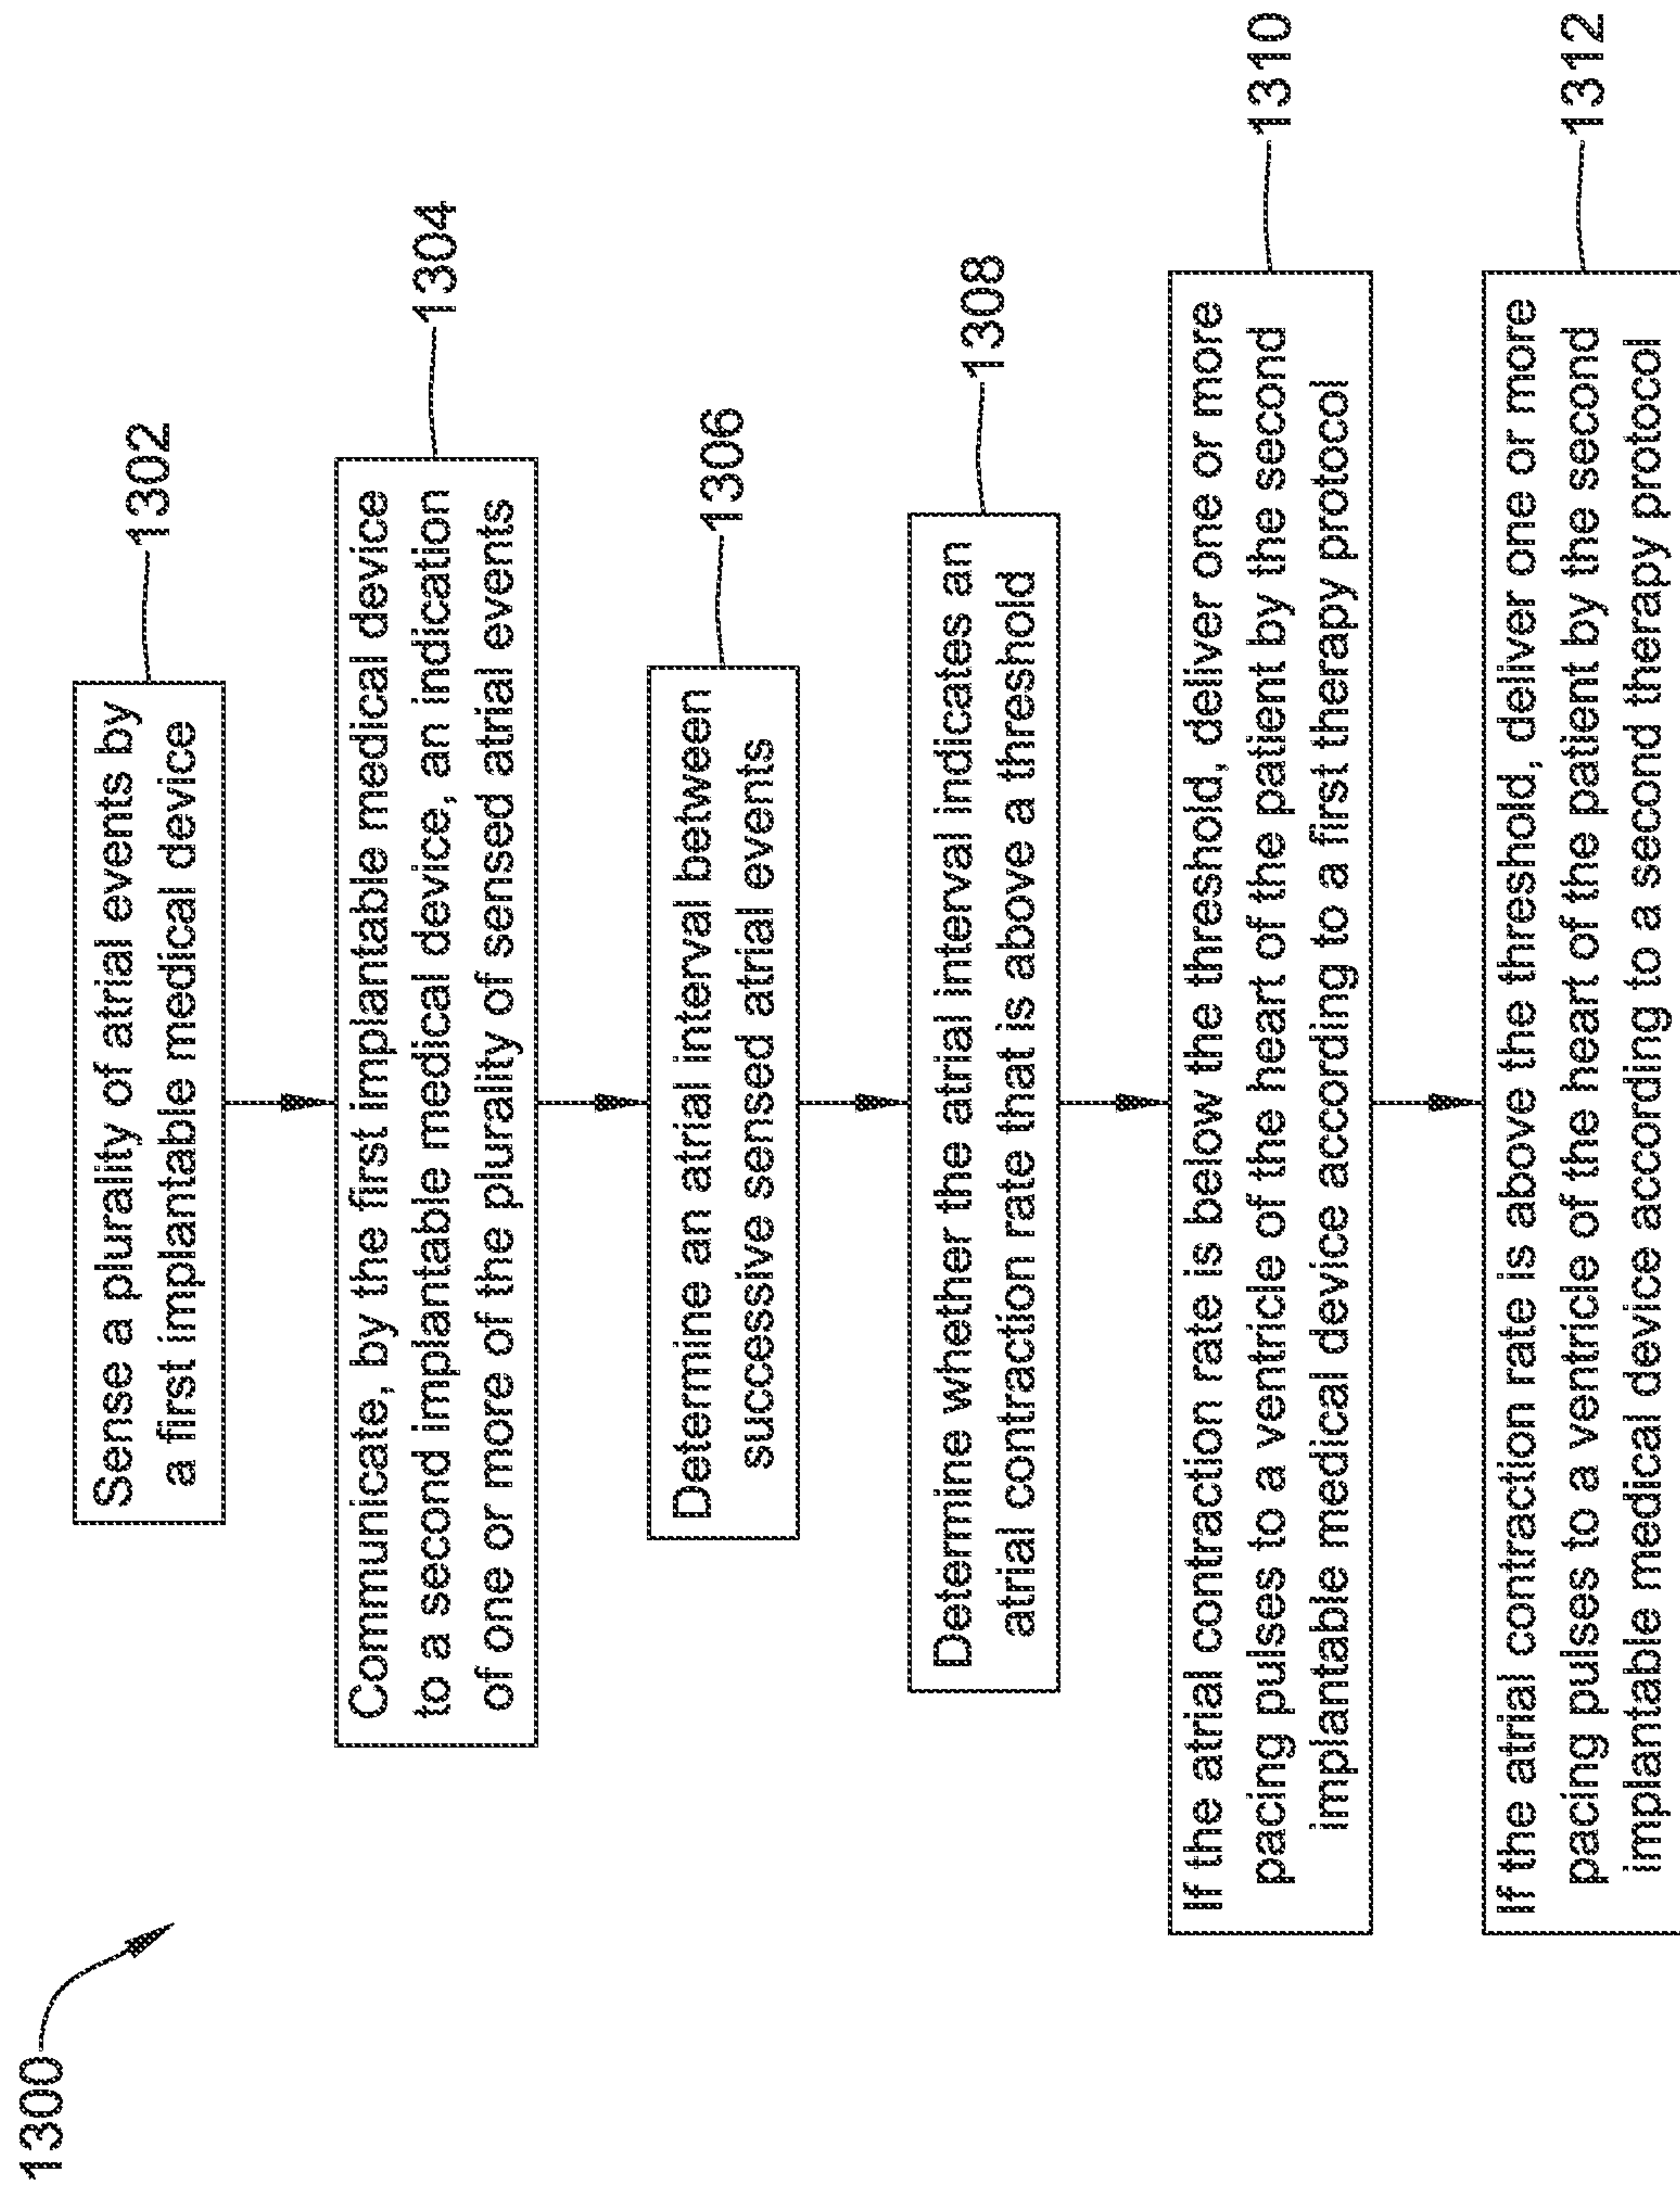 1300
Sense a plurality of atrial events by
a first implantable medical device
1302
Communicate, by the first implantable medical device
to a second implantable medical device, an indication
of one or more of the plurality of sensed atrial events
1304
Determine an atrial interval between
successive sensed atrial events
1306
Determine whether the atrial interval indicates an
atrial contraction rate that is above a threshold
1308
If the atrial contraction rate is below the threshold, deliver one or more
pacing pulses to a ventricle of the heart of the patient by the second
implantable medical device according to a first therapy protocol
1310
If the atrial contraction rate is above the threshold, deliver one or more
pacing pulses to a ventricle of the heart of the patient by the second
implantable medical device according to a second therapy protocol
1312